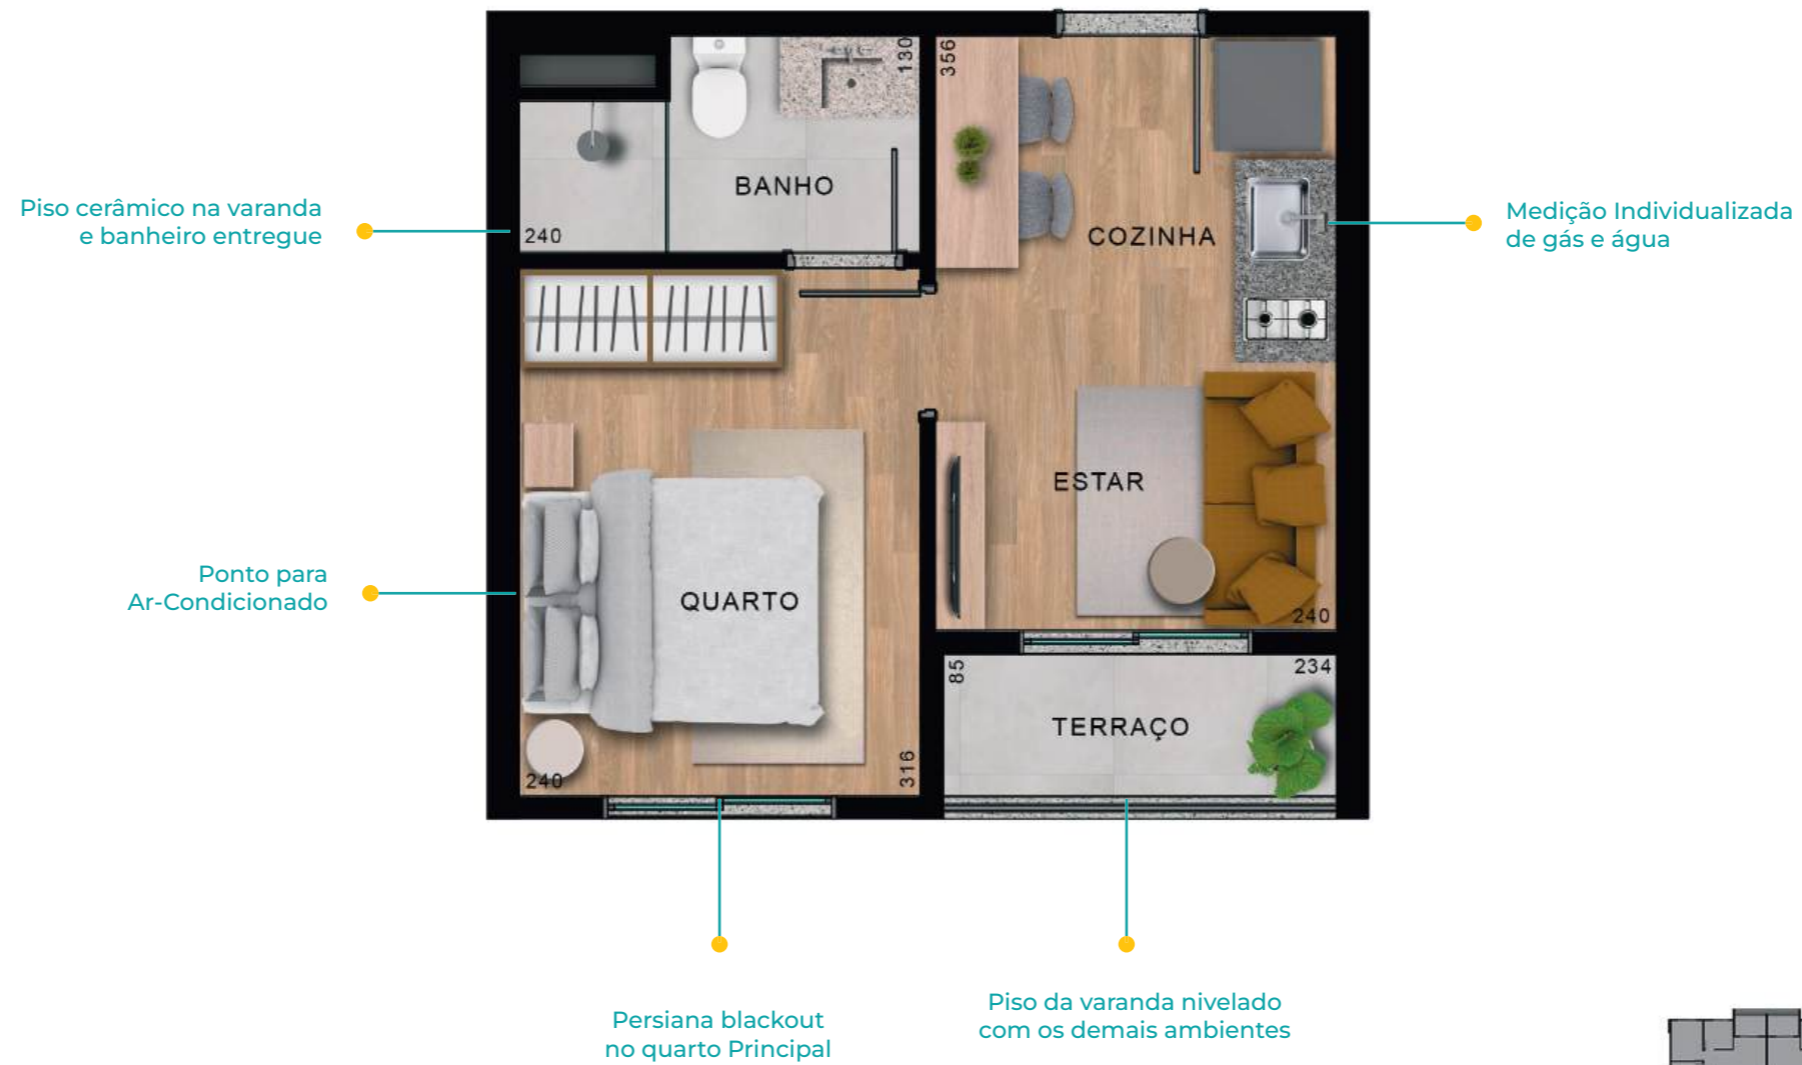 130
356
BANHO
Piso cerâmico na varanda
e banheiro entregue
240
COZINHA
Medição Individualizada
de gás e água
ESTAR
Ponto para
Ar-Condicionado
QUARTO
240
85
234
TERRAÇO
240
316
Persiana blackout
no quarto Principal
Piso da varanda nivelado
com os demais ambientes